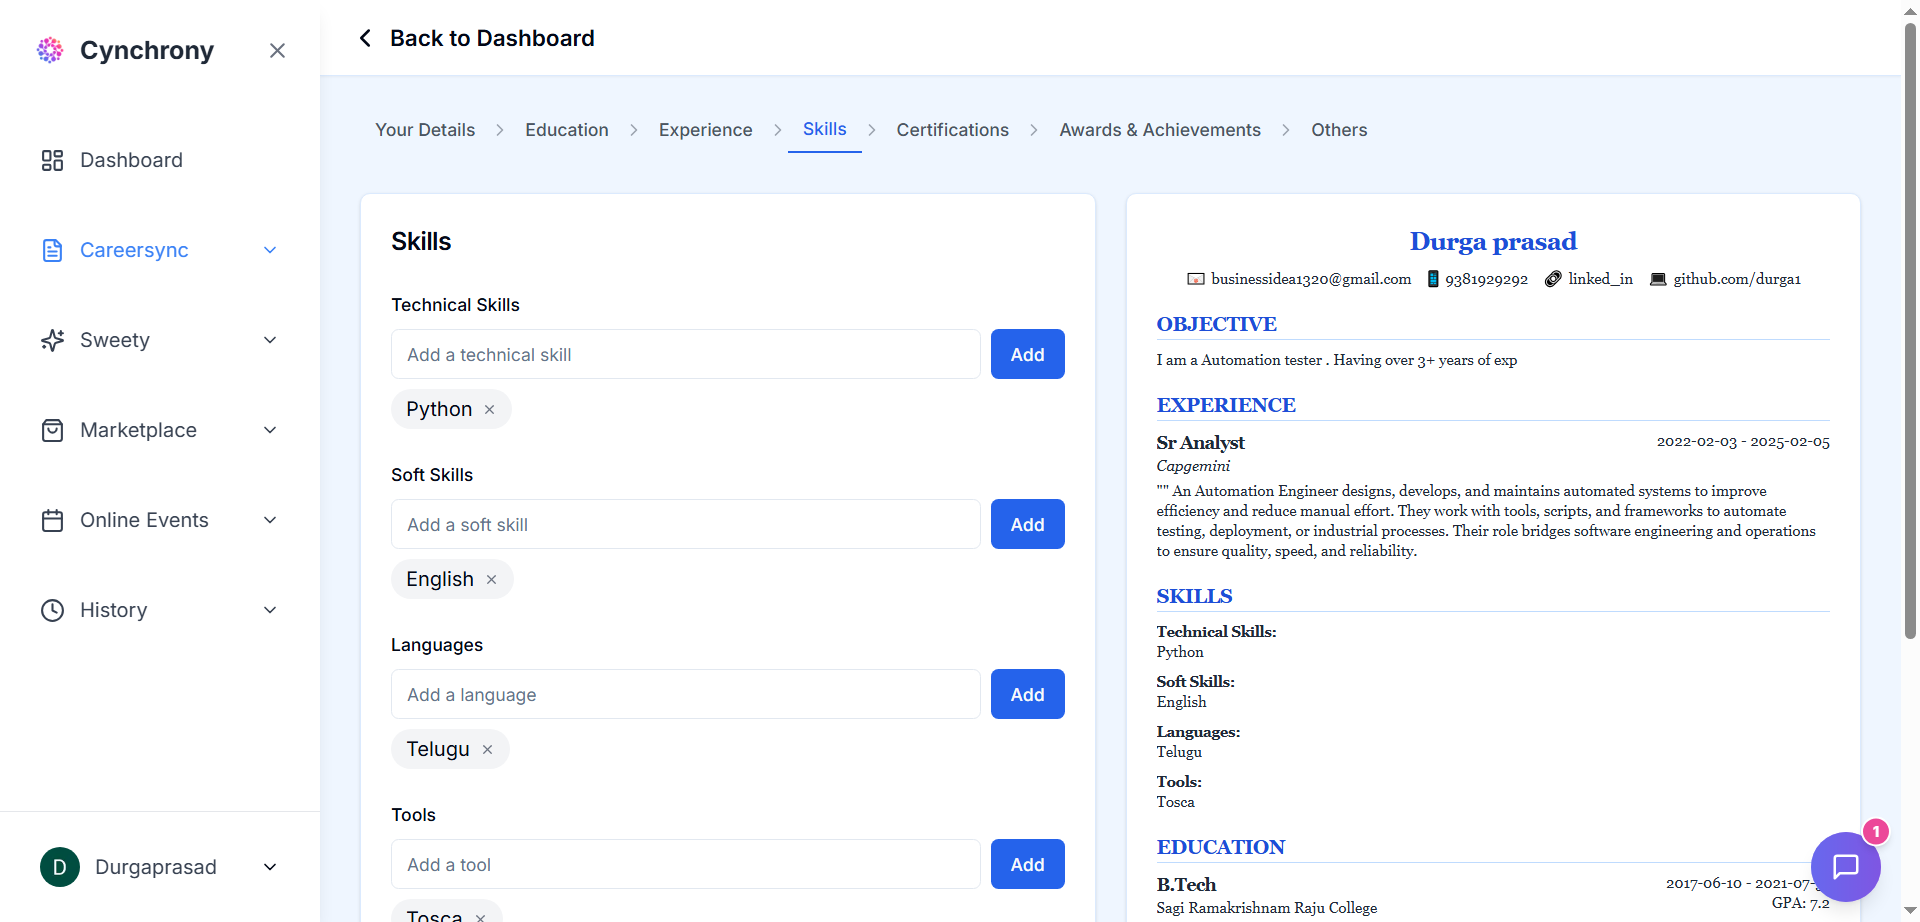 Cynchrony
Dashboard
Careersync
Sweety
Marketplace
Online Events
History
D
Durgaprasad
Back to Dashboard
Your Details
Education
Experience
Skills
Certifications
Awards & Achievements
Others
Skills
Technical Skills
Add a technical skill
Add
Python ×
Soft Skills
Add a soft skill
Add
English ×
Languages
Add a language
Add
Telugu ×
Tools
Add a tool
Add
Tosca ×
Durga prasad
businessidea1320@gmail.com 9381929292 linked_in github.com/durga1
OBJECTIVE
I am a Automation tester . Having over 3+ years of exp
EXPERIENCE
Sr Analyst 2022-02-03 - 2025-02-05
Capgemini
"" An Automation Engineer designs, develops, and maintains automated systems to improve
efficiency and reduce manual effort. They work with tools, scripts, and frameworks to automate
testing, deployment, or industrial processes. Their role bridges software engineering and operations
to ensure quality, speed, and reliability.
SKILLS
Technical Skills:
Python
Soft Skills:
English
Languages:
Telugu
Tools:
Tosca
EDUCATION
B.Tech 2017-06-10 - 2021-07-
Sagi Ramakrishnam Raju College GPA: 7.2
1